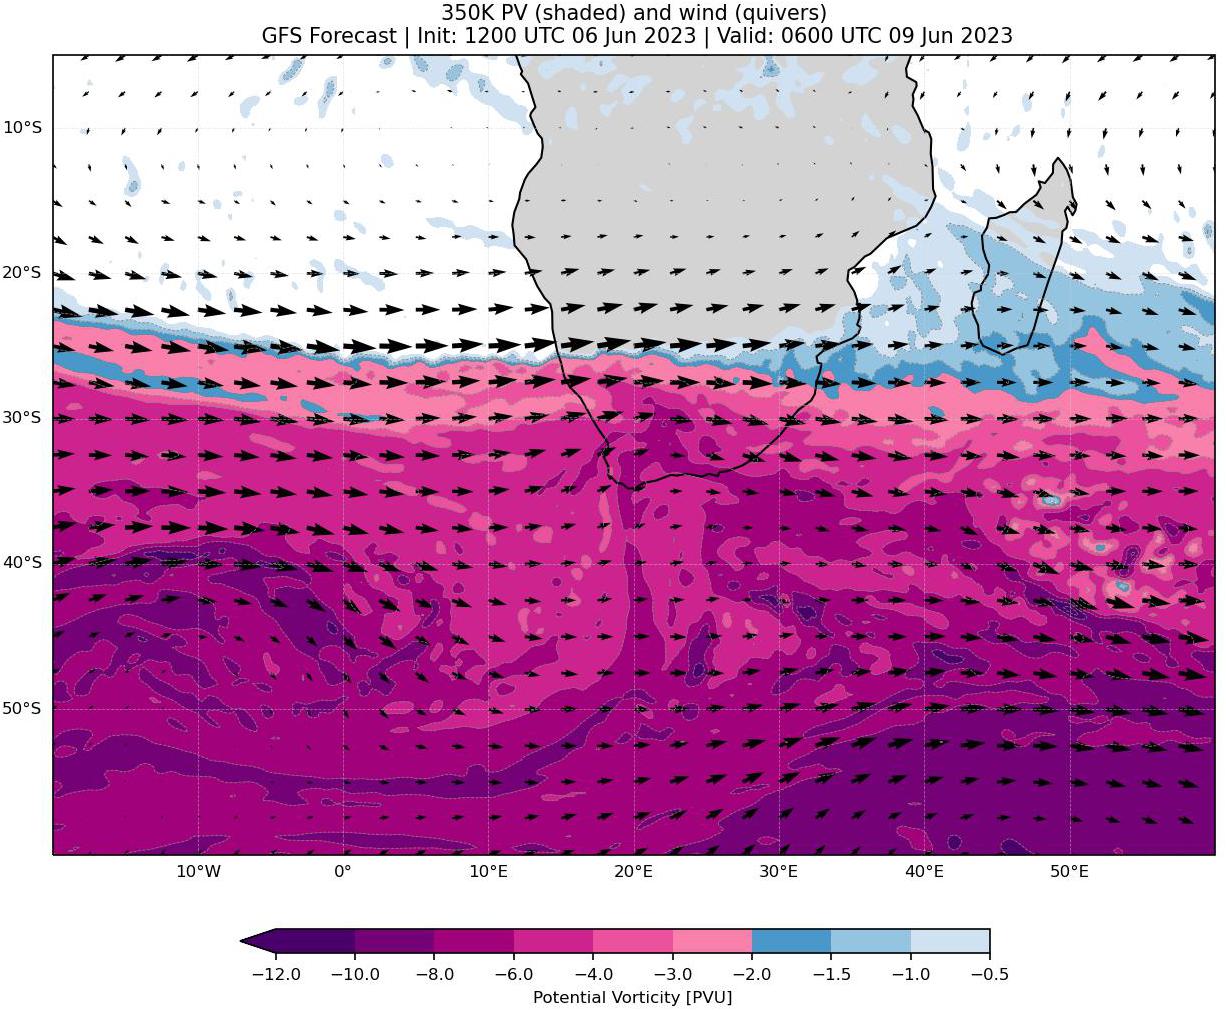 350K PV (shaded) and wind (quivers)
GFS Forecast | Init: 1200 UTC 06 Jun 2023 | Valid: 0600 UTC 09 Jun 2023
10°S
20°S
30°S
40°S
50°S
10°W 0° 10°E 20°E 30°E 40°E 50°E
−12.0 −10.0 −8.0 −6.0 −4.0 −3.0 −2.0 −1.5 −1.0 −0.5
Potential Vorticity [PVU]